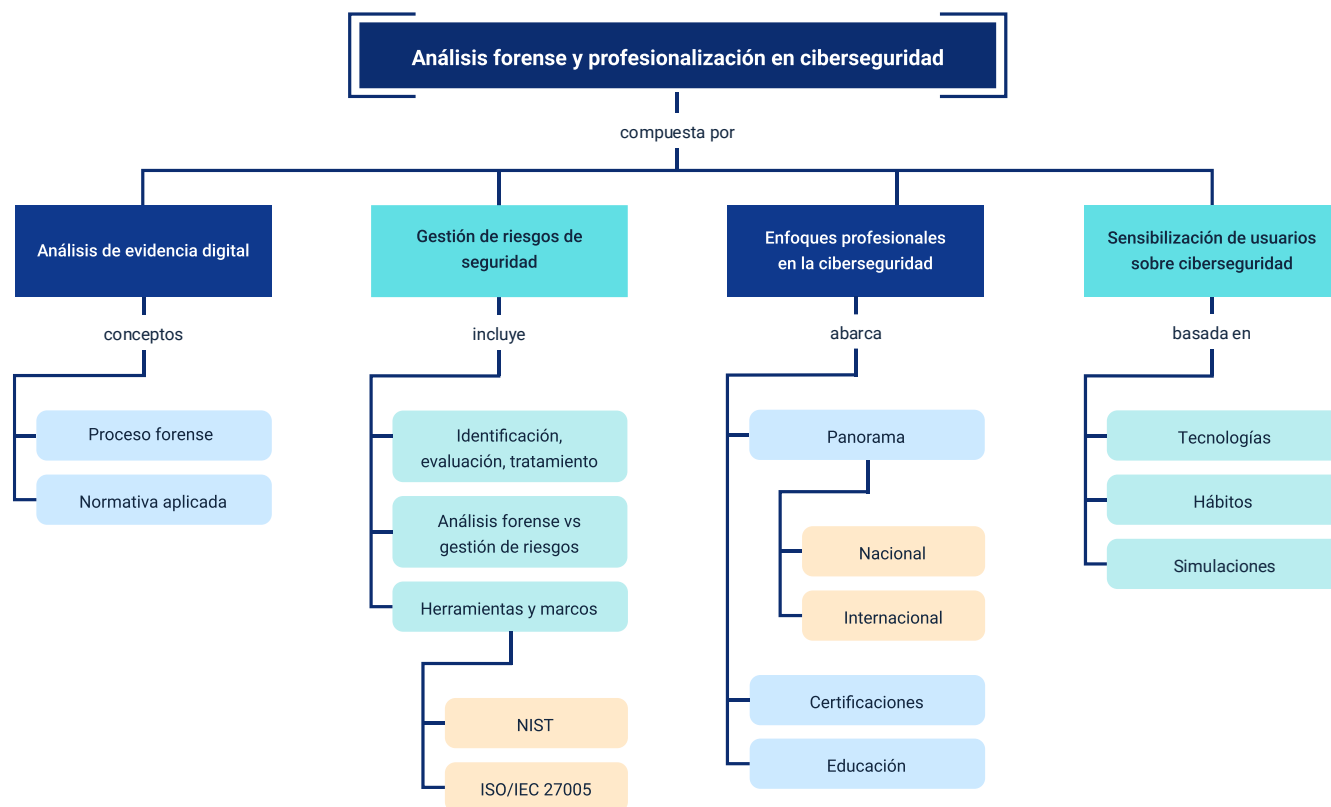 Análisis forense y profesionalización en ciberseguridad
compuesta por
Análisis de evidencia digital
conceptos
Proceso forense
Normativa aplicada
Gestión de riesgos de
seguridad
incluye
Identificación,
evaluación, tratamiento
Análisis forense vs
gestión de riesgos
Herramientas y marcos
NIST
ISO/IEC 27005
Enfoques profesionales
en la ciberseguridad
abarca
Panorama
Nacional
Internacional
Certificaciones
Educación
Sensibilización de usuarios
sobre ciberseguridad
basada en
Tecnologías
Hábitos
Simulaciones